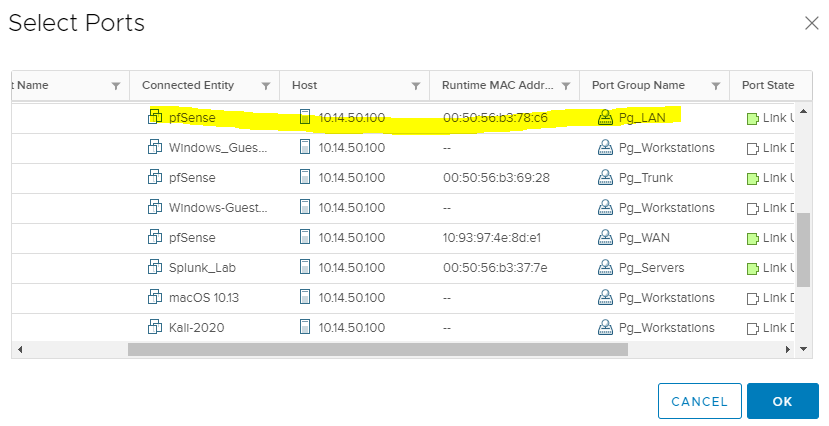 Select Ports
t Name Connected Entity Host Runtime MAC Addr... Port Group Name Port State
pfSense 10.14.50.100 00:50:56:b3:78:c6 Pg_LAN Link U
Windows_Gues... 10.14.50.100 -- Pg_Workstations Link D
pfSense 10.14.50.100 00:50:56:b3:69:28 Pg_Trunk Link U
Windows-Guest... 10.14.50.100 -- Pg_Workstations Link D
pfSense 10.14.50.100 10:93:97:4e:8d:e1 Pg_WAN Link U
Splunk_Lab 10.14.50.100 00:50:56:b3:37:7e Pg_Servers Link U
macOS 10.13 10.14.50.100 -- Pg_Workstations Link D
Kali-2020 10.14.50.100 -- Pg_Workstations Link D
CANCEL OK